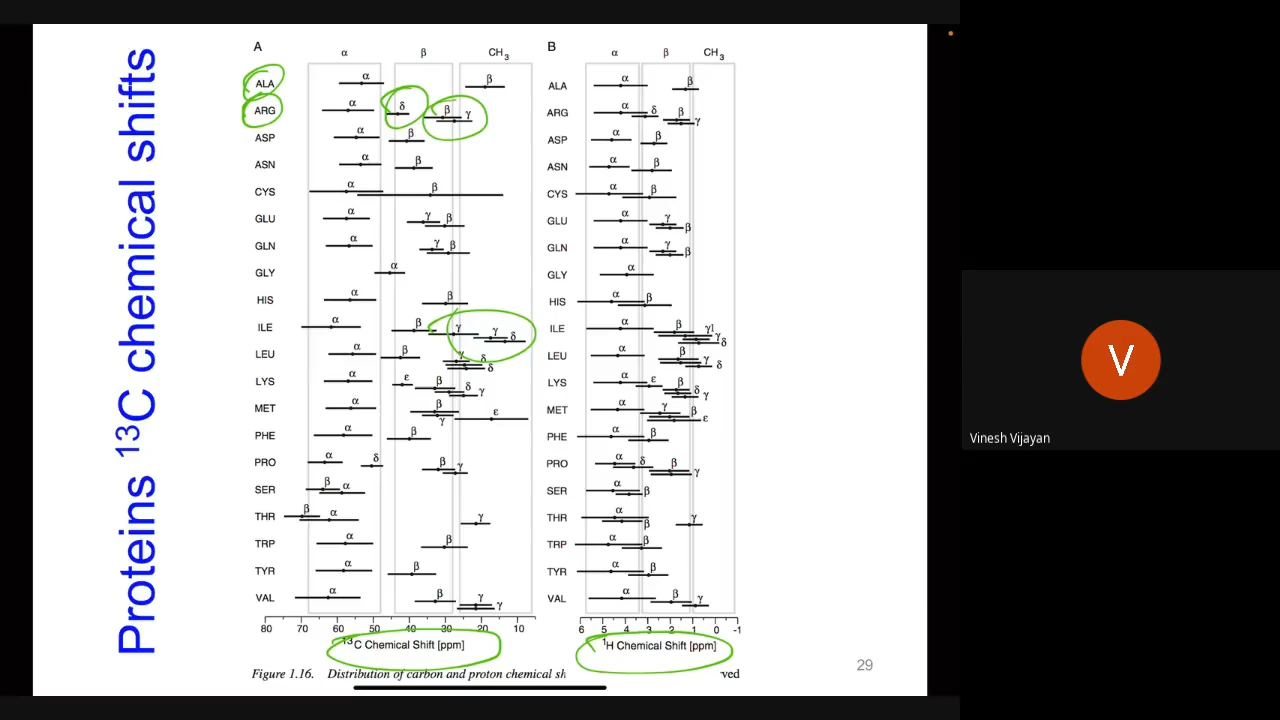 Proteins 13C chemical shifts
A
α
β
CH3
ALA α β
ARG α δ β γ
ASP α β
ASN α β
CYS α β
GLU α γ β
GLN α γ β
GLY α
HIS α β
ILE α β γ γ δ
LEU α β γ δ δ
LYS α ε β δ γ
MET α β γ ε
PHE α β
PRO α δ β γ
SER β α
THR β α γ
TRP α β
TYR α β
VAL α β γ γ
80 70 60 50 40 30 20 10
13C Chemical Shift [ppm]
B
α
β
CH3
ALA α β
ARG α δ β γ
ASP α β
ASN α β
CYS α β
GLU α γ β
GLN α γ β
GLY α
HIS α β
ILE α β γ1 γ δ
LEU α β γ δ
LYS α ε β δ γ
MET α γ β ε
PHE α β
PRO α δ β γ
SER α β
THR α β γ
TRP α β
TYR α β
VAL α β γ
6 5 4 3 2 1 0 -1
1H Chemical Shift [ppm]
Figure 1.16. Distribution of carbon and proton chemical sh ved
29
V
Vinesh Vijayan